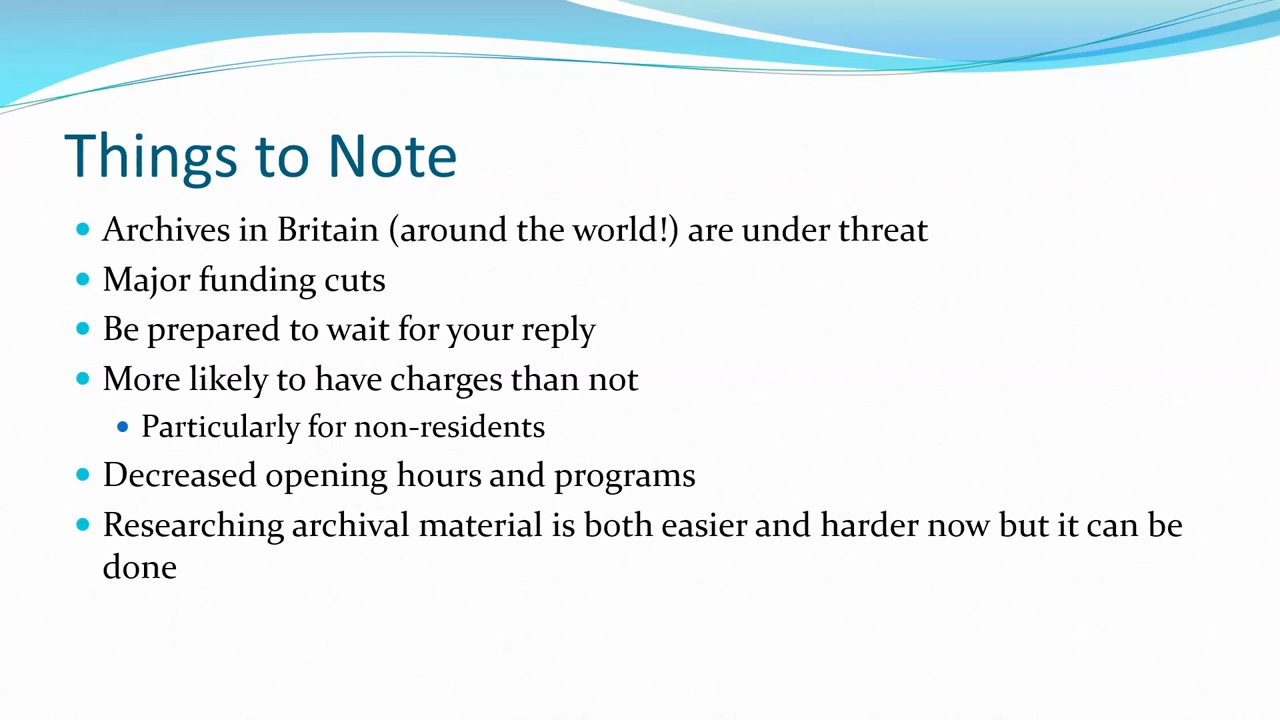 Things to Note
• Archives in Britain (around the world!) are under threat
• Major funding cuts
• Be prepared to wait for your reply
• More likely to have charges than not
• Particularly for non-residents
• Decreased opening hours and programs
• Researching archival material is both easier and harder now but it can be
done